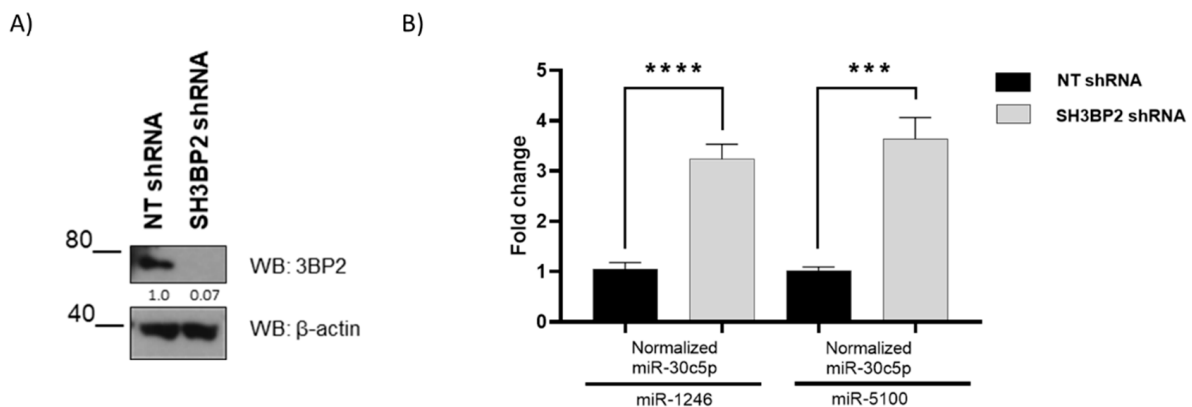 A)
NT shRNA
SH3BP2 shRNA
80
WB: 3BP2
1.0 0.07
40
WB: β-actin
B)
Fold change
5
4
3
2
1
0
****
***
Normalized
miR-30c5p
miR-1246
Normalized
miR-30c5p
miR-5100
NT shRNA
SH3BP2 shRNA